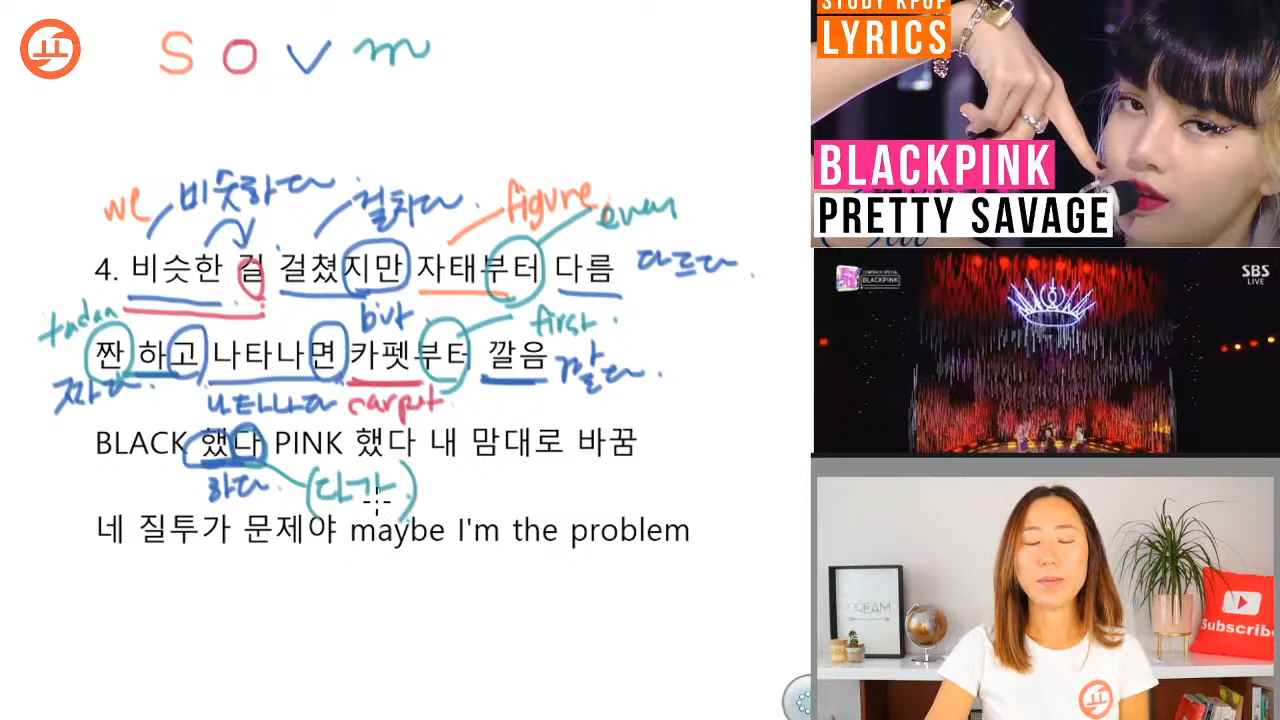 S O V m
we 비슷하다 걸치다. figure even
4. 비슷한 걸 걸쳤지만 자태부터 다름 다르다.
tadaa but first.
짠 하고 나타나면 카펫부터 깔음 깔다.
짜다. 나타나다 carpet
BLACK 했다 PINK 했다 내 맘대로 바꿈
하다. (다가)
네 질투가 문제야 maybe I'm the problem
STUDY KPOP
LYRICS
BLACKPINK
PRETTY SAVAGE
COMEBACK SPECIAL
BLACKPINK
SBS
LIVE
DREAM
Subscribe